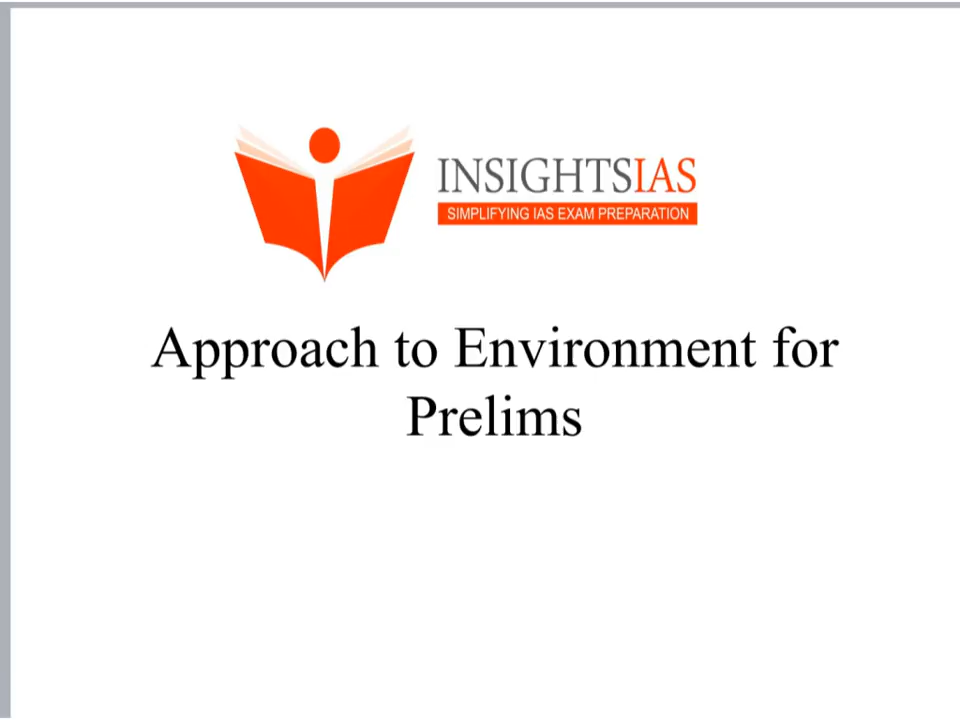 INSIGHTSIAS
SIMPLIFYING IAS EXAM PREPARATION
Approach to Environment for
Prelims